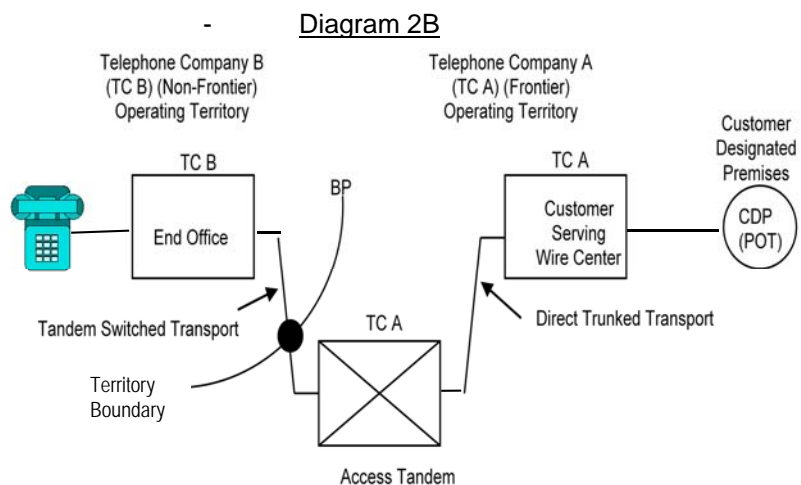 - Diagram 2B
Telephone Company B
(TC B) (Non-Frontier)
Operating Territory
Telephone Company A
(TC A) (Frontier)
Operating Territory
Customer
Designated
Premises
TC B
BP
TC A
End Office
Customer
Serving
Wire Center
CDP
(POT)
Tandem Switched Transport
TC A
Direct Trunked Transport
Territory
Boundary
Access Tandem